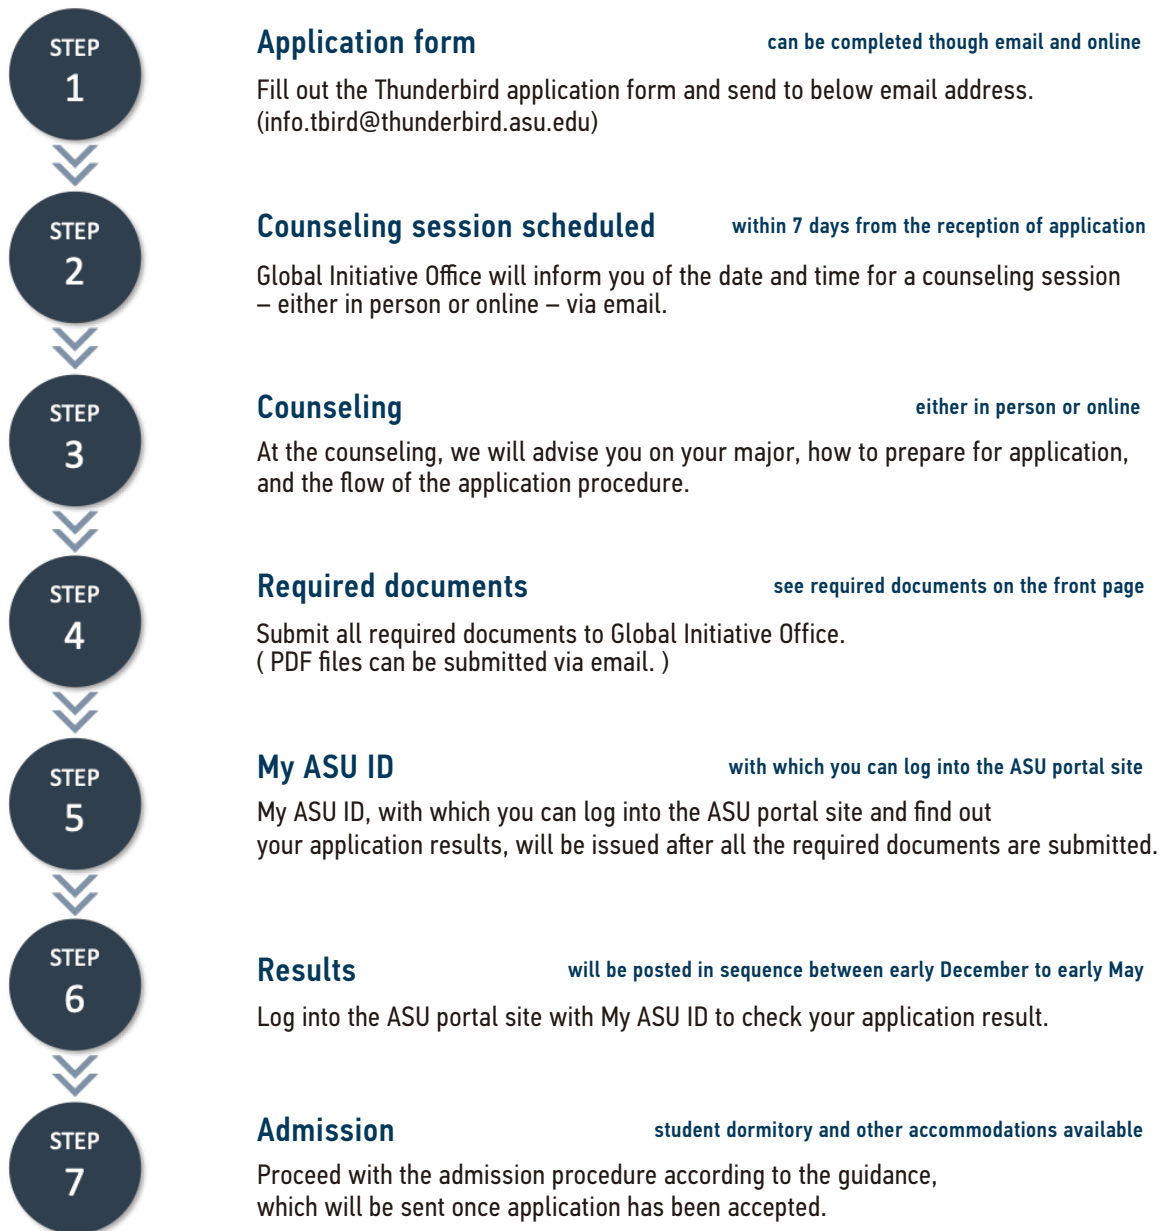 STEP
1
Application form
can be completed though email and online
Fill out the Thunderbird application form and send to below email address.
(info.tbird@thunderbird.asu.edu)
STEP
2
Counseling session scheduled
within 7 days from the reception of application
Global Initiative Office will inform you of the date and time for a counseling session
– either in person or online – via email.
STEP
3
Counseling
either in person or online
At the counseling, we will advise you on your major, how to prepare for application,
and the flow of the application procedure.
STEP
4
Required documents
see required documents on the front page
Submit all required documents to Global Initiative Office.
( PDF files can be submitted via email. )
STEP
5
My ASU ID
with which you can log into the ASU portal site
My ASU ID, with which you can log into the ASU portal site and find out
your application results, will be issued after all the required documents are submitted.
STEP
6
Results
will be posted in sequence between early December to early May
Log into the ASU portal site with My ASU ID to check your application result.
STEP
7
Admission
student dormitory and other accommodations available
Proceed with the admission procedure according to the guidance,
which will be sent once application has been accepted.